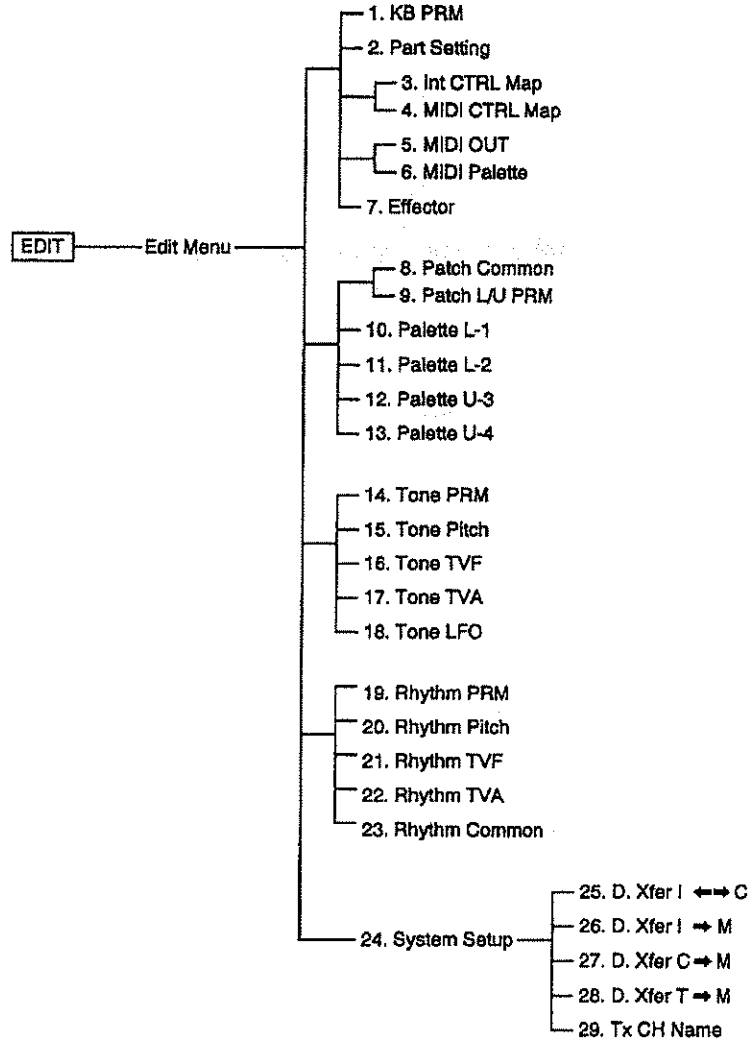 1. KB PRM
2. Part Setting
3. Int CTRL Map
4. MIDI CTRL Map
5. MIDI OUT
6. MIDI Palette
7. Effector
EDIT Edit Menu
8. Patch Common
9. Patch L/U PRM
10. Palette L-1
11. Palette L-2
12. Palette U-3
13. Palette U-4
14. Tone PRM
15. Tone Pitch
16. Tone TVF
17. Tone TVA
18. Tone LFO
19. Rhythm PRM
20. Rhythm Pitch
21. Rhythm TVF
22. Rhythm TVA
23. Rhythm Common
24. System Setup
25. D. Xfer I ⬅➡ C
26. D. Xfer I ➡ M
27. D. Xfer C ➡ M
28. D. Xfer T ➡ M
29. Tx CH Name